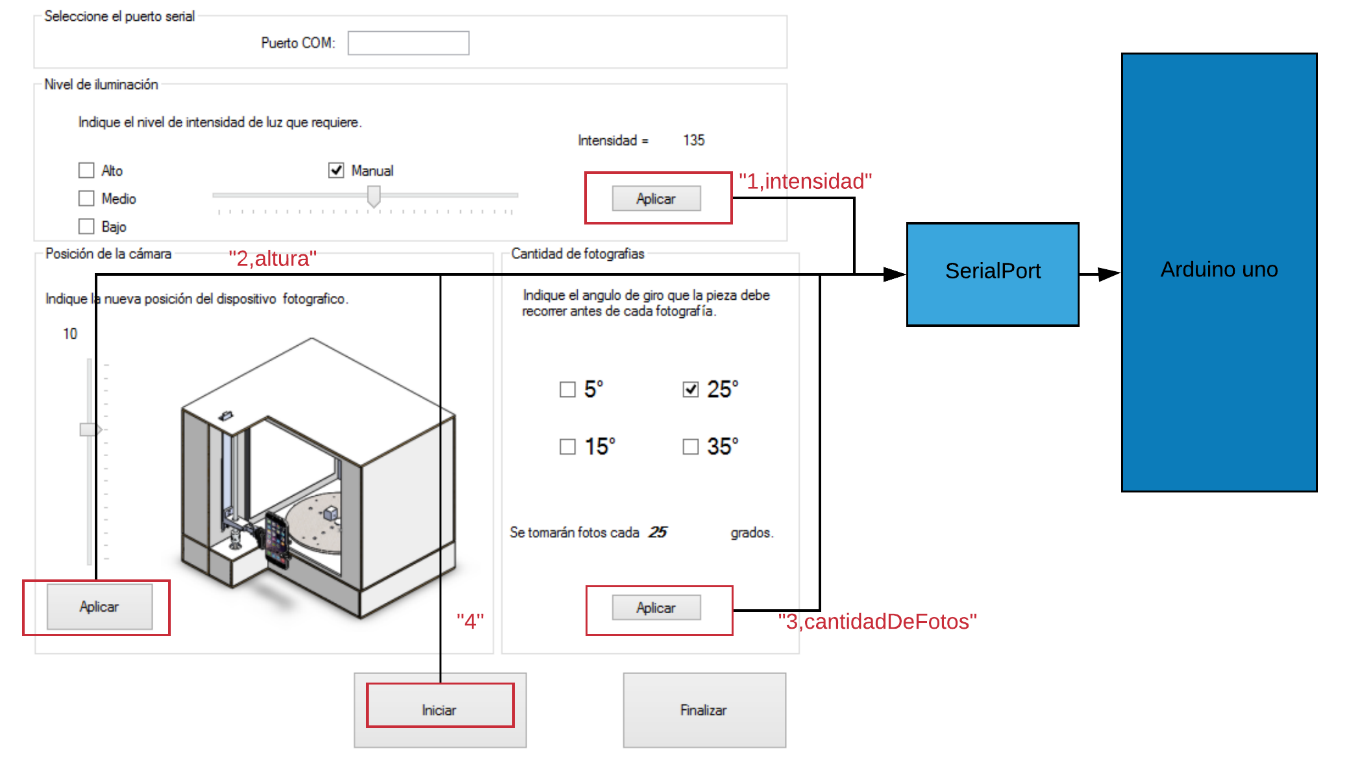 Seleccione el puerto serial
Puerto COM:
Nivel de iluminación
Indique el nivel de intensidad de luz que requiere.
Intensidad = 135
Alto
Manual
Medio
Aplicar
"1,intensidad"
Bajo
Posición de la cámara
"2,altura"
Indique la nueva posición del dispositivo fotografico.
10
Aplicar
Cantidad de fotografias
Indique el angulo de giro que la pieza debe
recorrer antes de cada fotografía.
5°
25°
15°
35°
Se tomarán fotos cada 25 grados.
Aplicar
"3,cantidadDeFotos"
"4"
Iniciar
Finalizar
SerialPort
Arduino uno